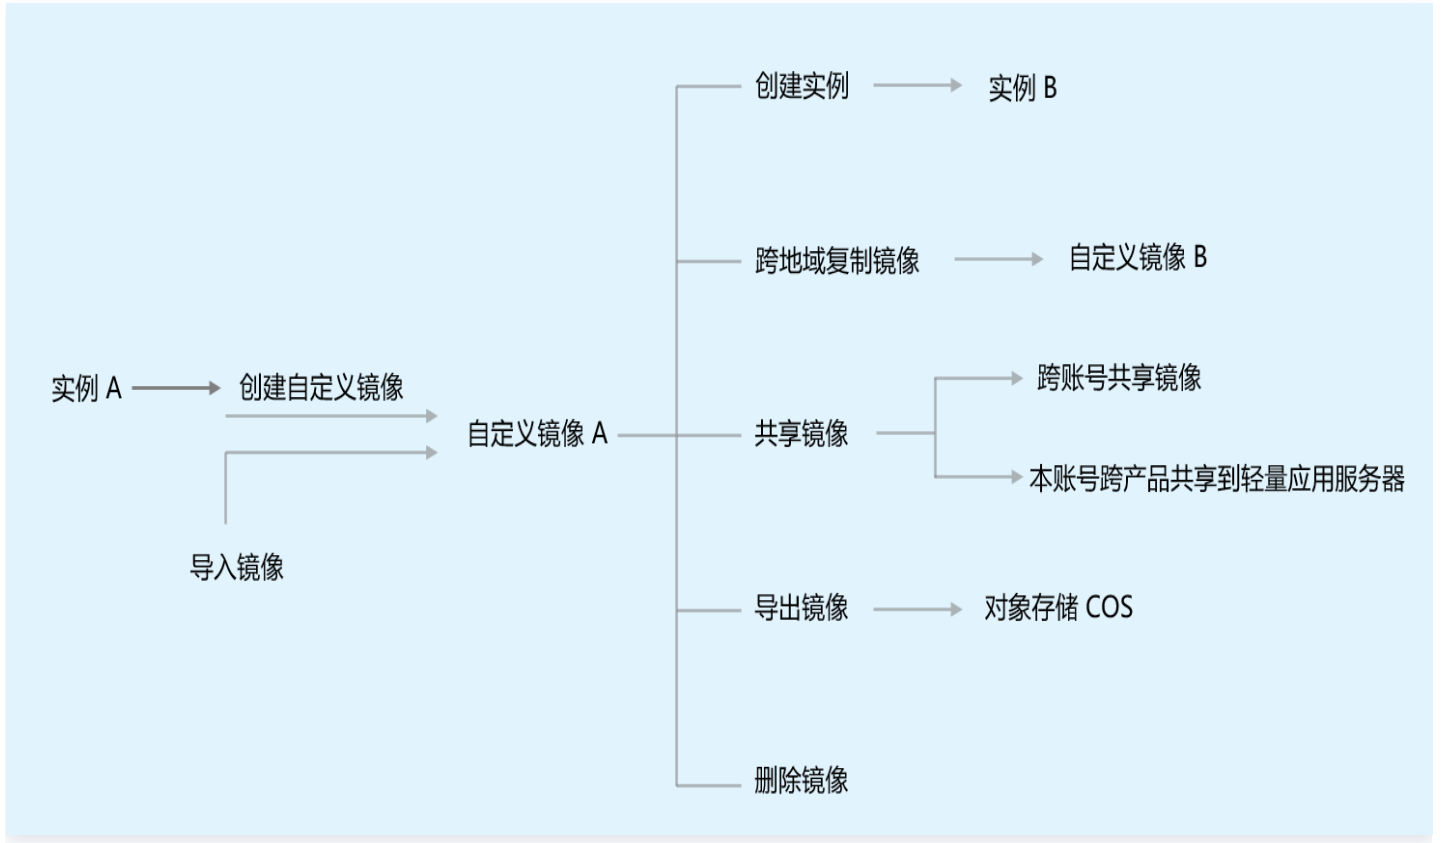 创建实例
实例 B
跨地域复制镜像
自定义镜像 B
实例 A
创建自定义镜像
自定义镜像 A
导入镜像
共享镜像
跨账号共享镜像
本账号跨产品共享到轻量应用服务器
导出镜像
对象存储 COS
删除镜像